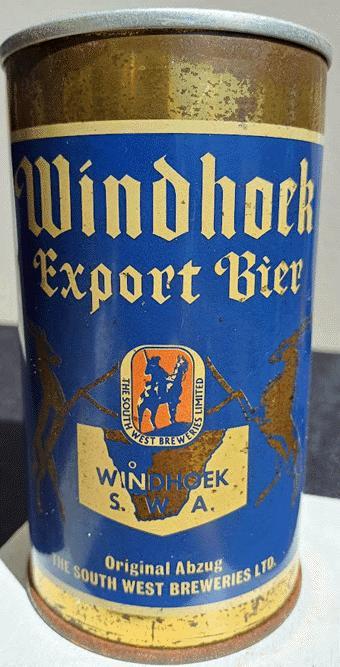 Windhoek
Export Bier
THE SOUTH WEST BREWERIES LIMITED
WINDHOEK
S. W. A.
Original Abzug
THE SOUTH WEST BREWERIES LTD.